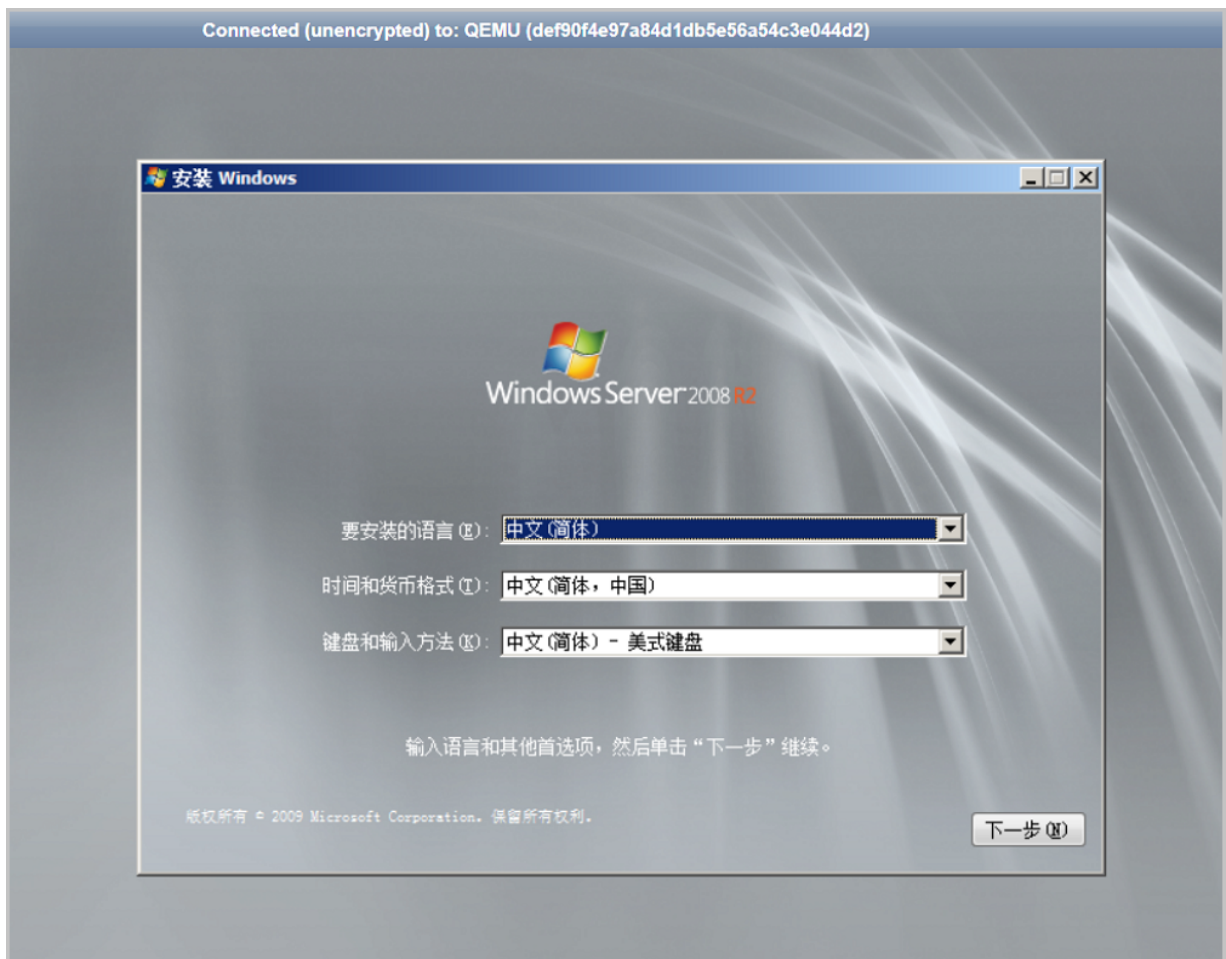 Connected (unencrypted) to: QEMU (def90f4e97a84d1db5e56a54c3e044d2)
安装 Windows
Windows Server 2008 R2
要安装的语言(E): 中文(简体)
时间和货币格式(T): 中文(简体，中国)
键盘和输入方法(K): 中文(简体) - 美式键盘
输入语言和其他首选项，然后单击“下一步”继续。
版权所有 © 2009 Microsoft Corporation. 保留所有权利。
下一步(N)